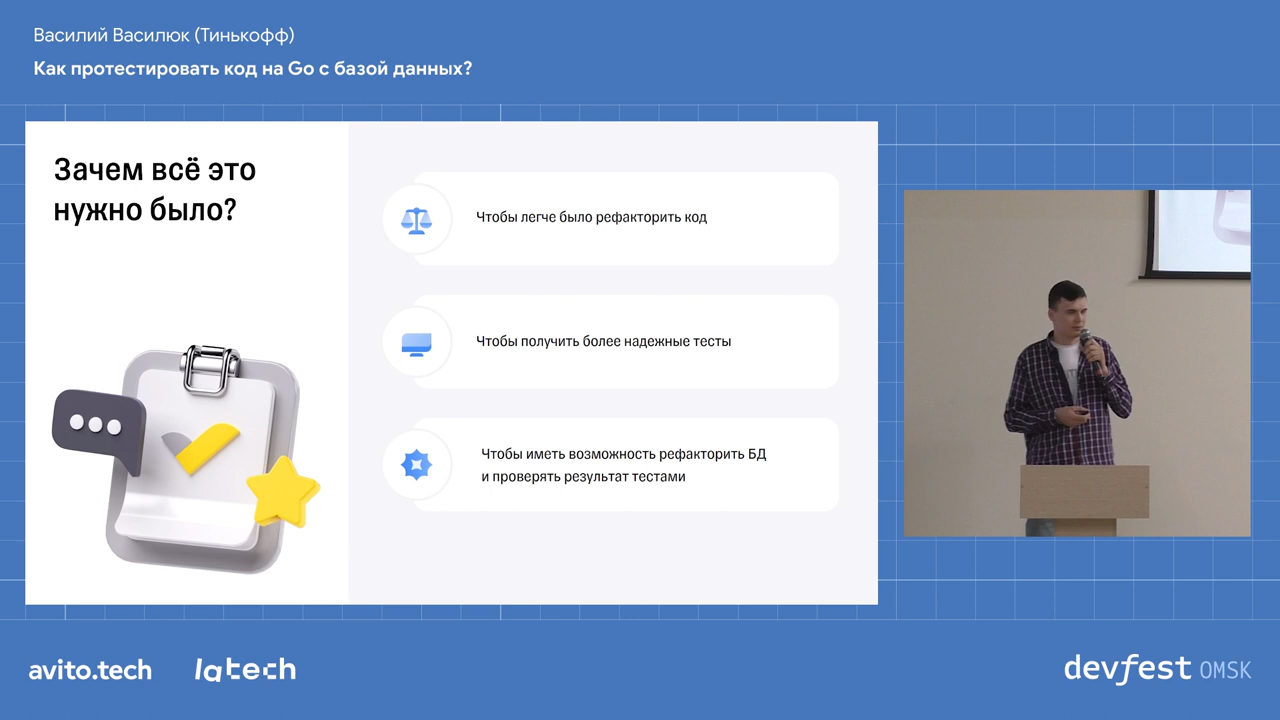 Василий Василюк (Тинькофф)
Как протестировать код на Go с базой данных?
Зачем всё это
нужно было?
Чтобы легче было рефакторить код
Чтобы получить более надежные тесты
Чтобы иметь возможность рефакторить БД
и проверять результат тестами
avito.tech
latech
devfest OMSK